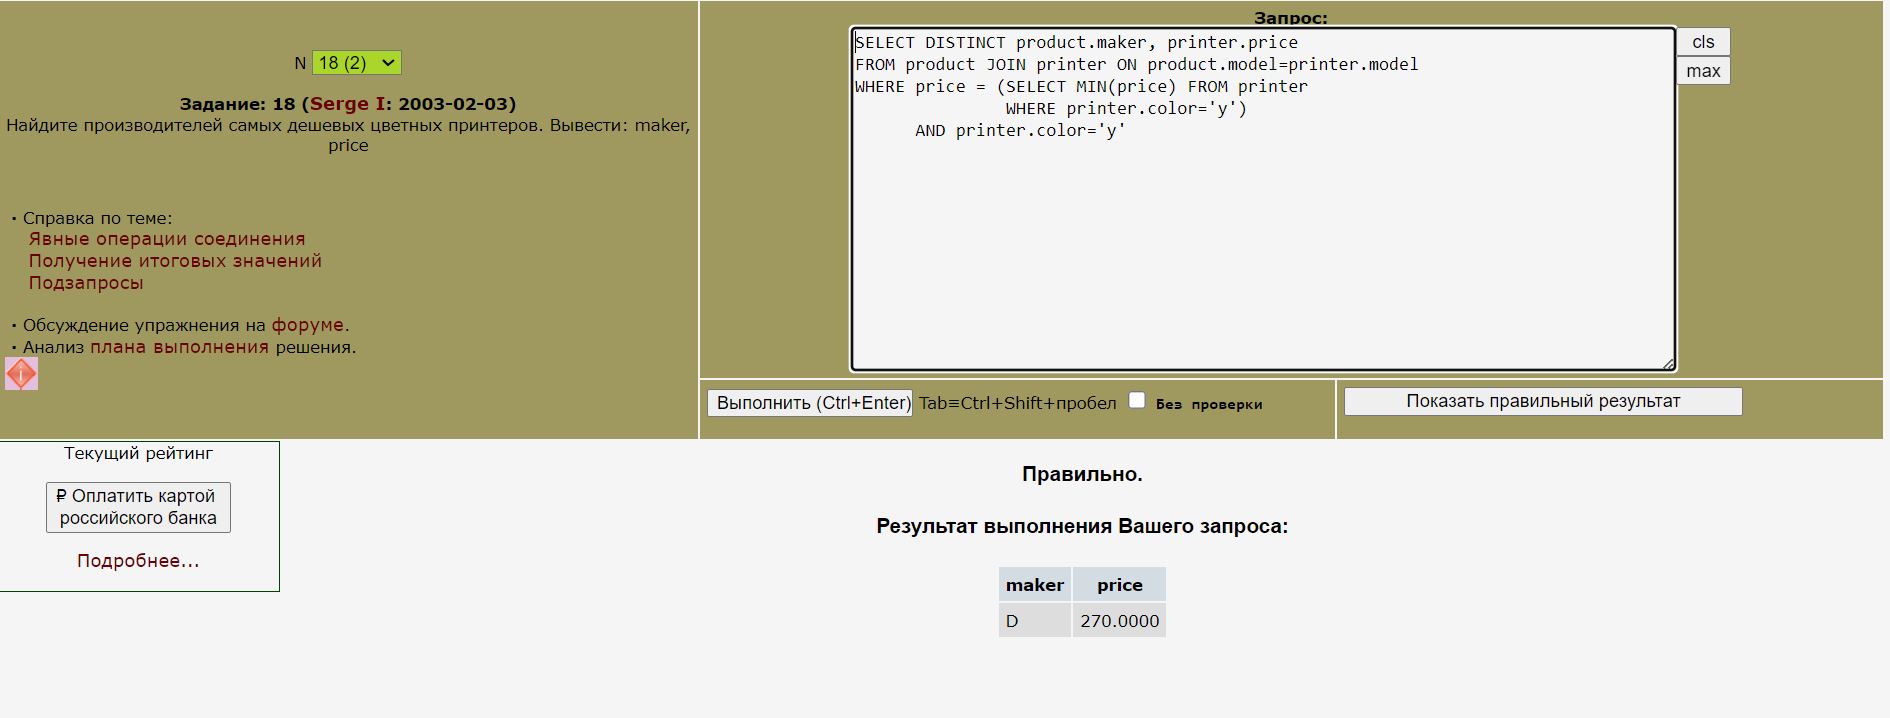 N 18 (2)
Задание: 18 (Serge I: 2003-02-03)
Найдите производителей самых дешевых цветных принтеров. Вывести: maker,
price
· Справка по теме:
Явные операции соединения
Получение итоговых значений
Подзапросы
· Обсуждение упражнения на форуме.
· Анализ плана выполнения решения.
i
Запрос:
SELECT DISTINCT product.maker, printer.price
FROM product JOIN printer ON product.model=printer.model
WHERE price = (SELECT MIN(price) FROM printer
WHERE printer.color='y')
AND printer.color='y'
cls
max
Выполнить (Ctrl+Enter) Tab≡Ctrl+Shift+пробел Без проверки
Показать правильный результат
Текущий рейтинг
₽ Оплатить картой
российского банка
Подробнее...
Правильно.
Результат выполнения Вашего запроса:
maker price
D 270.0000